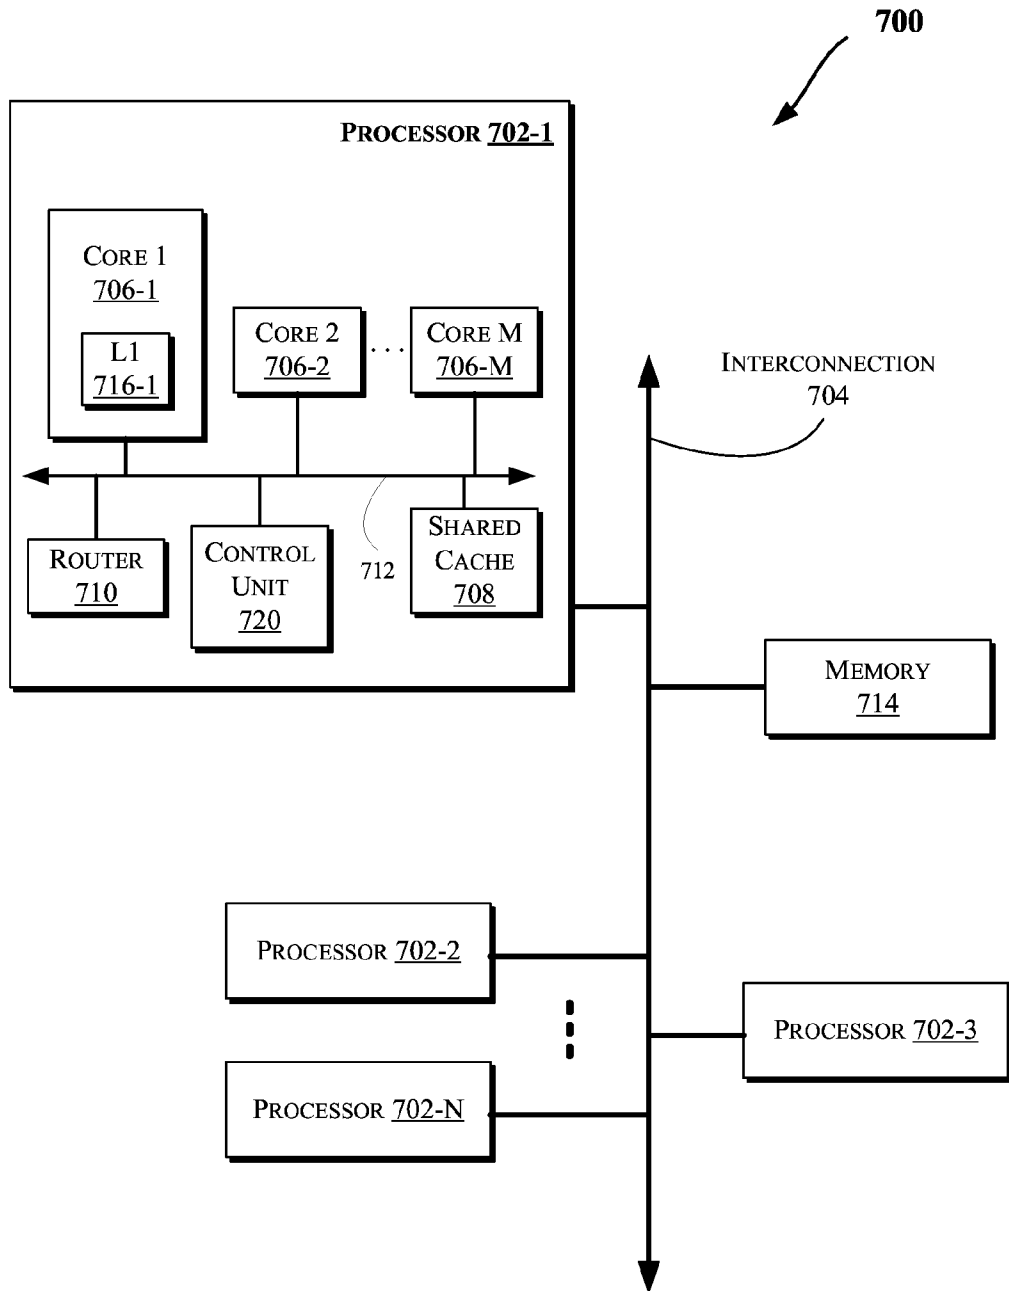 700
PROCESSOR 702-1
CORE 1
706-1
L1
716-1
CORE 2
706-2
. . .
CORE M
706-M
INTERCONNECTION
704
ROUTER
710
CONTROL
UNIT
720
712
SHARED
CACHE
708
MEMORY
714
PROCESSOR 702-2
PROCESSOR 702-3
PROCESSOR 702-N